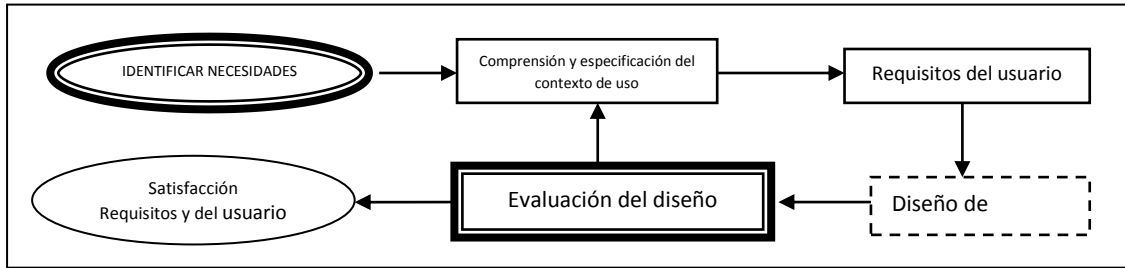 IDENTIFICAR NECESIDADES
Comprensión y especificación del
contexto de uso
Requisitos del usuario
Satisfacción
Requisitos y del usuario
Evaluación del diseño
Diseño de